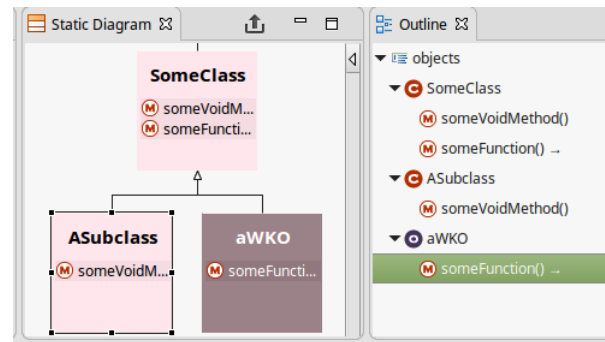 Static Diagram
SomeClass
M someVoidM...
M someFuncti...
ASubclass
M someVoidM...
aWKO
M someFuncti...
Outline
objects
C SomeClass
M someVoidMethod()
M someFunction() →
C ASubclass
M someVoidMethod()
O aWKO
M someFunction() →